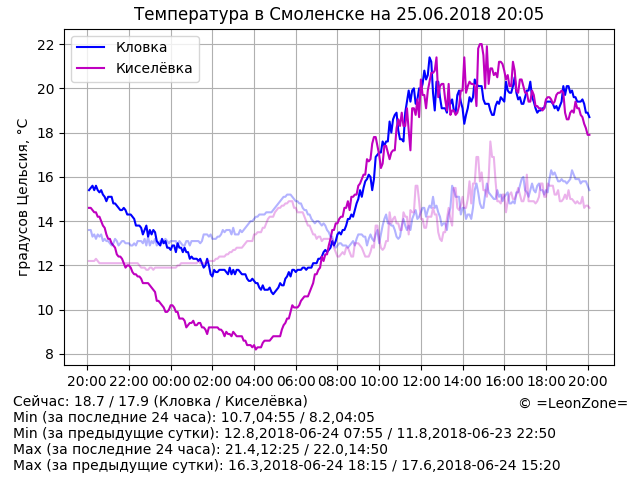 Температура в Смоленске на 25.06.2018 20:05
Кловка
Киселёвка
градусов Цельсия, °C
22
20
18
16
14
12
10
8
20:00 22:00 00:00 02:00 04:00 06:00 08:00 10:00 12:00 14:00 16:00 18:00 20:00
Сейчас: 18.7 / 17.9 (Кловка / Киселёвка)
© =LeonZone=
Min (за последние 24 часа): 10.7,04:55 / 8.2,04:05
Min (за предыдущие сутки): 12.8,2018-06-24 07:55 / 11.8,2018-06-23 22:50
Max (за последние 24 часа): 21.4,12:25 / 22.0,14:50
Max (за предыдущие сутки): 16.3,2018-06-24 18:15 / 17.6,2018-06-24 15:20